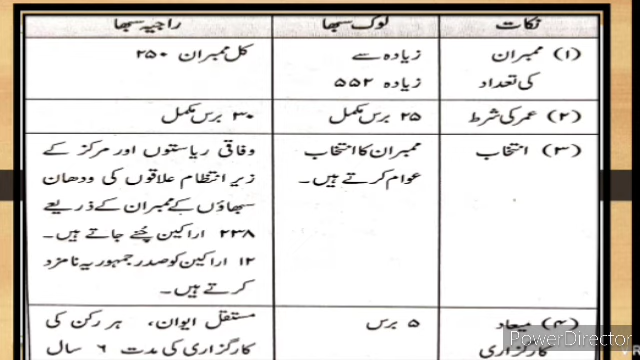 نکات لوک سبھا راجیہ سبھا
(۱) ممبران زیادہ سے کل ممبران ۲۵۰
کی تعداد زیادہ ۵۵۲
(۲) عمر کی شرط ۲۵ برس مکمل ۳۰ برس مکمل
(۳) انتخاب ممبران کا انتخاب وفاقی ریاستوں اور مرکز کے
عوام کرتے ہیں۔ زیر انتظام علاقوں کی ودھان
سبھاؤں کے ممبران کے ذریعے
۲۳۸ اراکین چُنے جاتے ہیں۔
۱۲ اراکین کو صدر جمہوریہ نامزد
کرتے ہیں۔
(۴) میعاد ۵ برس مستقل ایوان، ہر رکن کی
کارگزاری کارگزاری کی مدت ۶ سال
PowerDirector